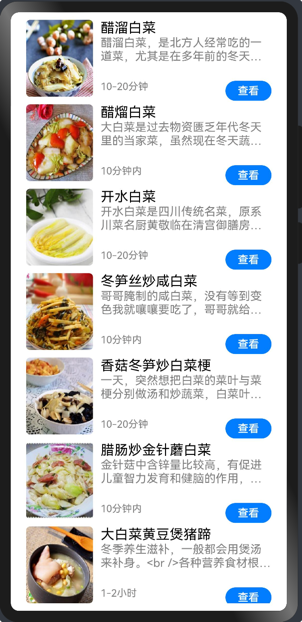 醋溜白菜
醋溜白菜，是北方人经常吃的一
道菜，尤其是在多年前的冬天…
10-20分钟
查看
醋熘白菜
大白菜是过去物资匮乏年代冬天
里的当家菜，虽然现在冬天蔬…
10分钟内
查看
开水白菜
开水白菜是四川传统名菜，原系
川菜名厨黄敬临在清宫御膳房…
10-20分钟
查看
冬笋丝炒咸白菜
哥哥腌制的咸白菜，没有等到变
色我就嚷嚷要吃了，哥哥就给…
10分钟内
查看
香菇冬笋炒白菜梗
一天，突然想把白菜的菜叶与菜
梗分别做汤和炒蔬菜，白菜叶…
10-20分钟
查看
腊肠炒金针蘑白菜
金针菇中含锌量比较高，有促进
儿童智力发育和健脑的作用，…
10分钟内
查看
大白菜黄豆煲猪蹄
冬季养生滋补，一般都会用煲汤
来补身。<br />各种营养食材根…
1-2小时
查看